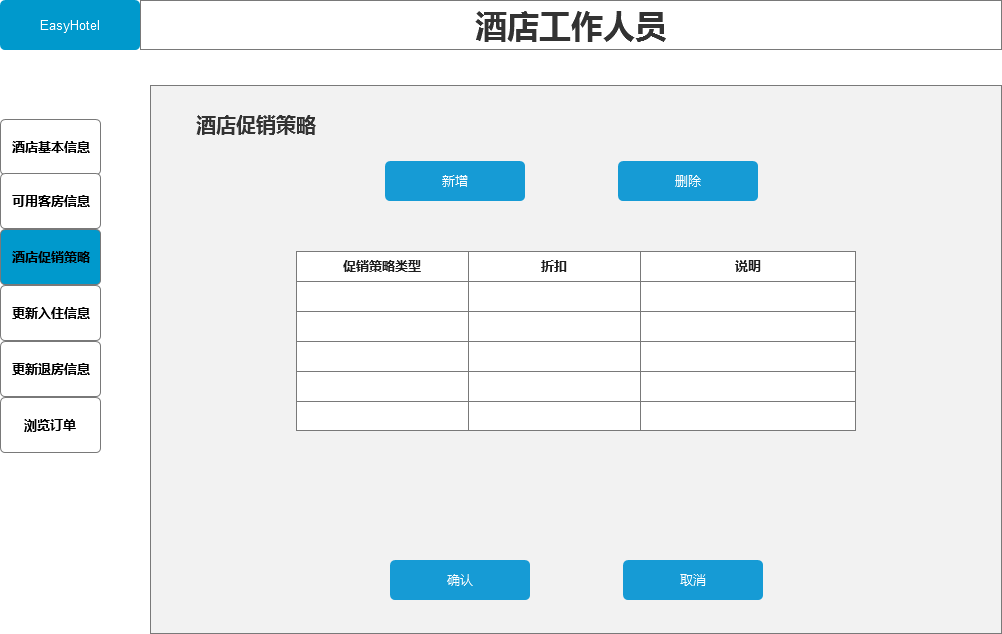 EasyHotel
酒店工作人员
酒店基本信息
可用客房信息
酒店促销策略
更新入住信息
更新退房信息
浏览订单
酒店促销策略
新增
删除
促销策略类型 折扣 说明
确认
取消